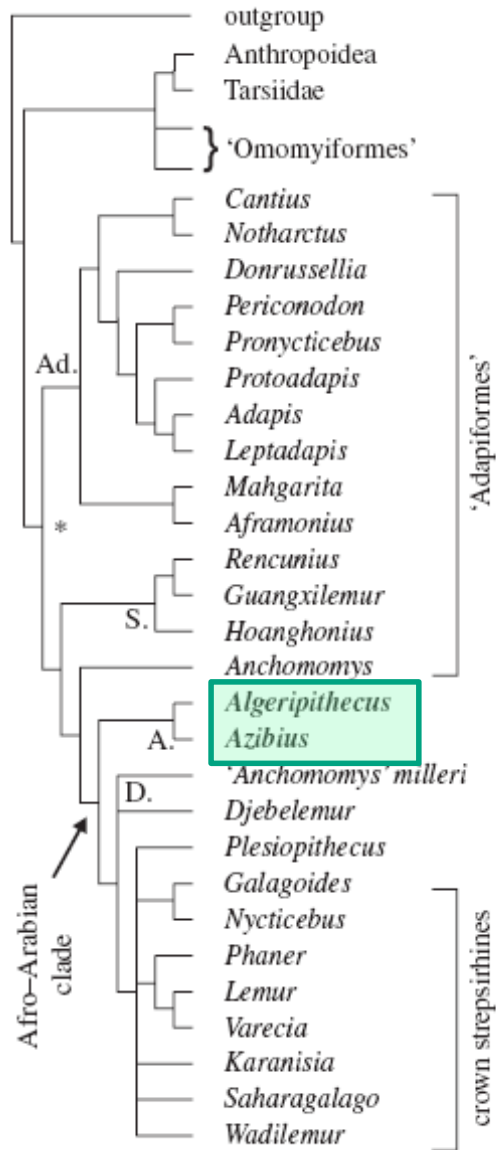 outgroup
Anthropoidea
Tarsiidae
} ‘Omomyiformes’
Cantius
Notharctus
Donrussellia
Periconodon
Pronycticebus
Ad.
Protoadapis
Adapis
Leptadapis
Mahgarita
Aframonius
*
Rencunius
Guangxilemur
S.
Hoanghonius
Anchomomys
‘Adapiformes’
Algeripithecus
A.
Azibius
D.
‘Anchomomys’ milleri
Djebelemur
Plesiopithecus
Galagoides
Nycticebus
Phaner
Lemur
Varecia
Karanisia
Saharagalago
Wadilemur
Afro–Arabian
clade
crown strepsirhines